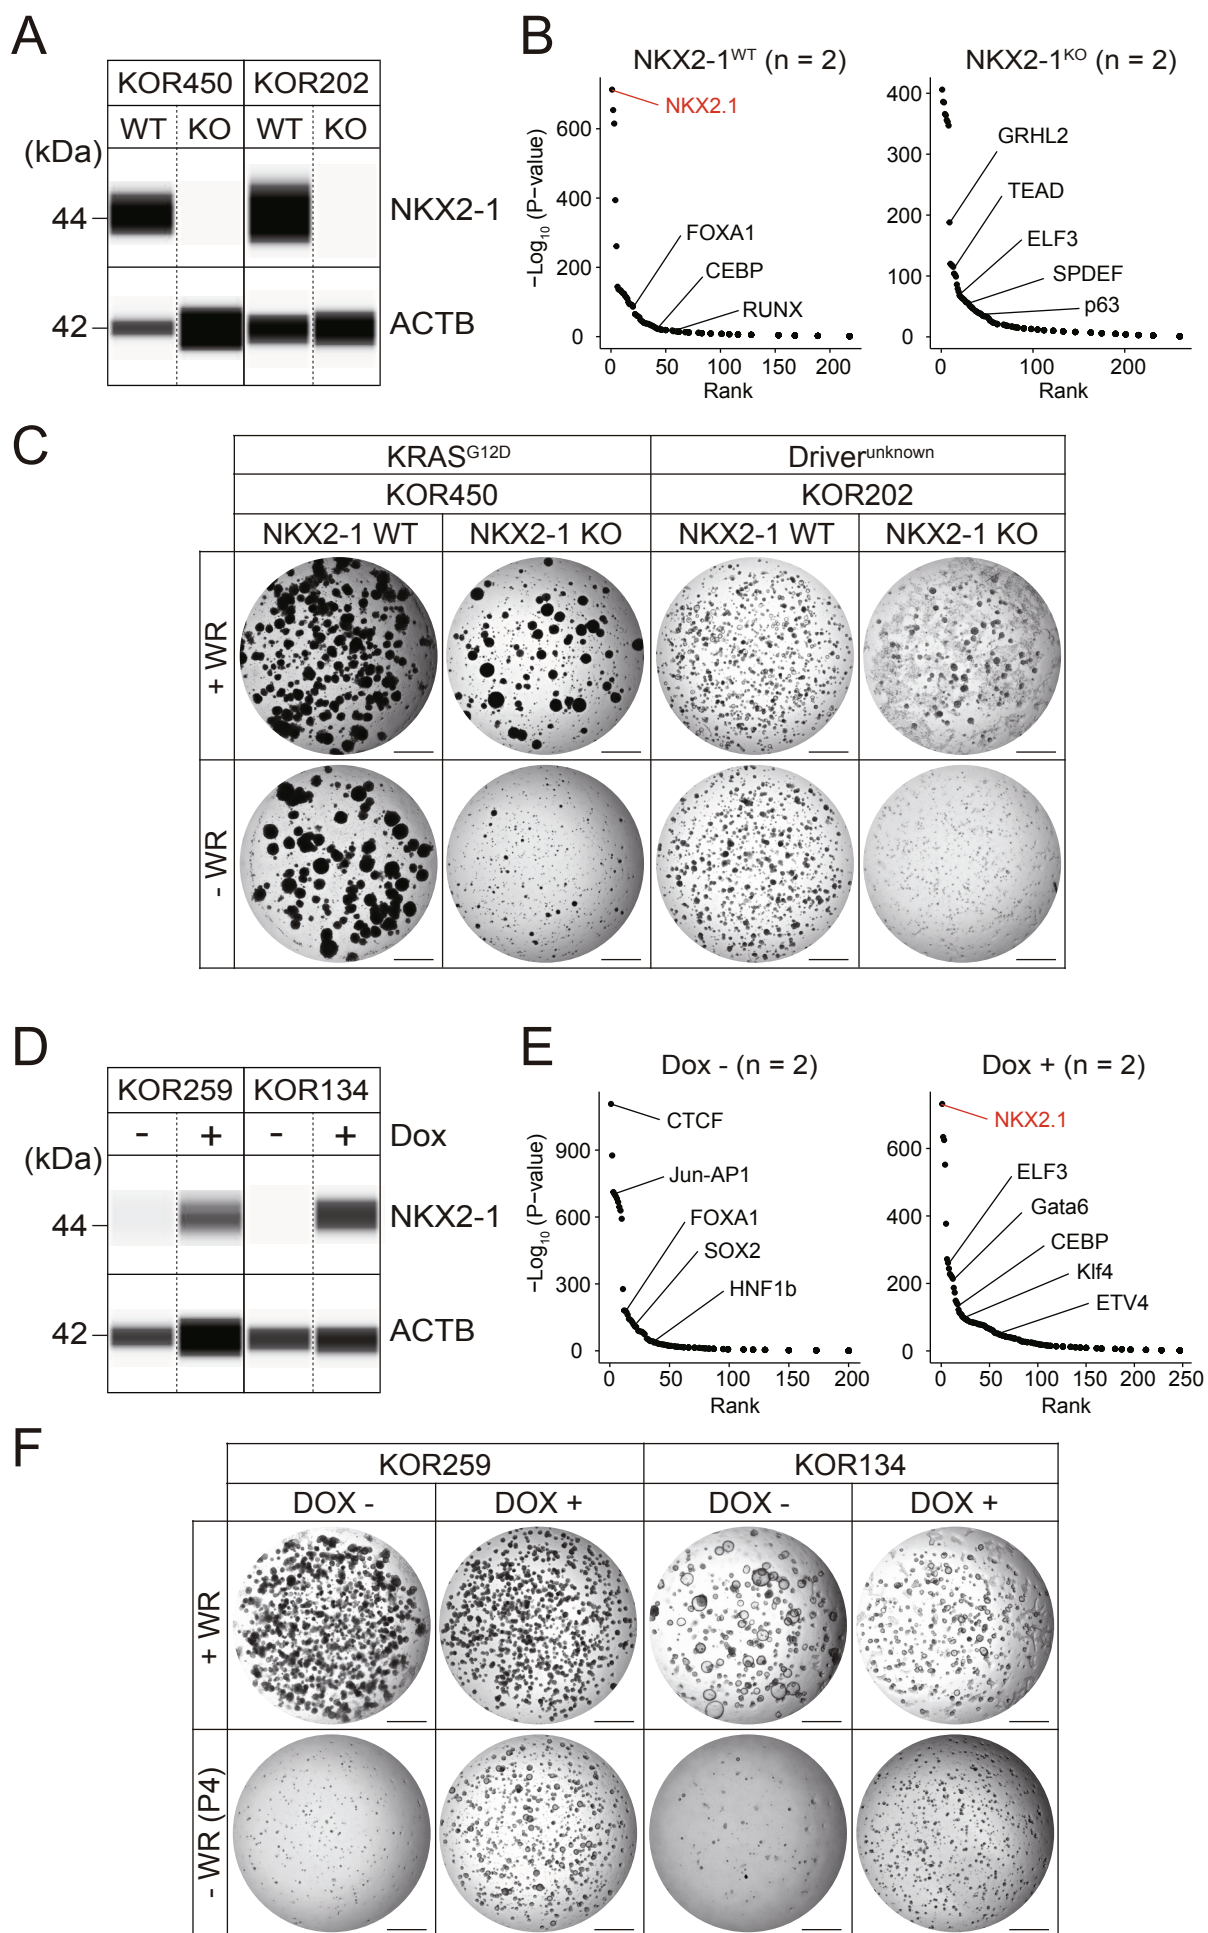 A
KOR450 KOR202
WT KO WT KO
(kDa)
44 NKX2-1
42 ACTB
B
NKX2-1WT (n = 2)
−Log10 (P−value)
600
400
200
0
NKX2.1
FOXA1
CEBP
RUNX
0 50 100 150 200
Rank
NKX2-1KO (n = 2)
400
300
200
100
0
GRHL2
TEAD
ELF3
SPDEF
p63
0 100 200
Rank
C
KRASG12D Driverunknown
KOR450 KOR202
NKX2-1 WT NKX2-1 KO NKX2-1 WT NKX2-1 KO
+ WR
- WR
D
KOR259 KOR134
- + - + Dox
(kDa)
44 NKX2-1
42 ACTB
E
Dox - (n = 2)
−Log10 (P−value)
900
600
300
0
CTCF
Jun-AP1
FOXA1
SOX2
HNF1b
0 50 100 150 200
Rank
Dox + (n = 2)
600
400
200
0
NKX2.1
ELF3
Gata6
CEBP
Klf4
ETV4
0 50 100 150 200 250
Rank
F
KOR259 KOR134
DOX - DOX + DOX - DOX +
+ WR
- WR (P4)